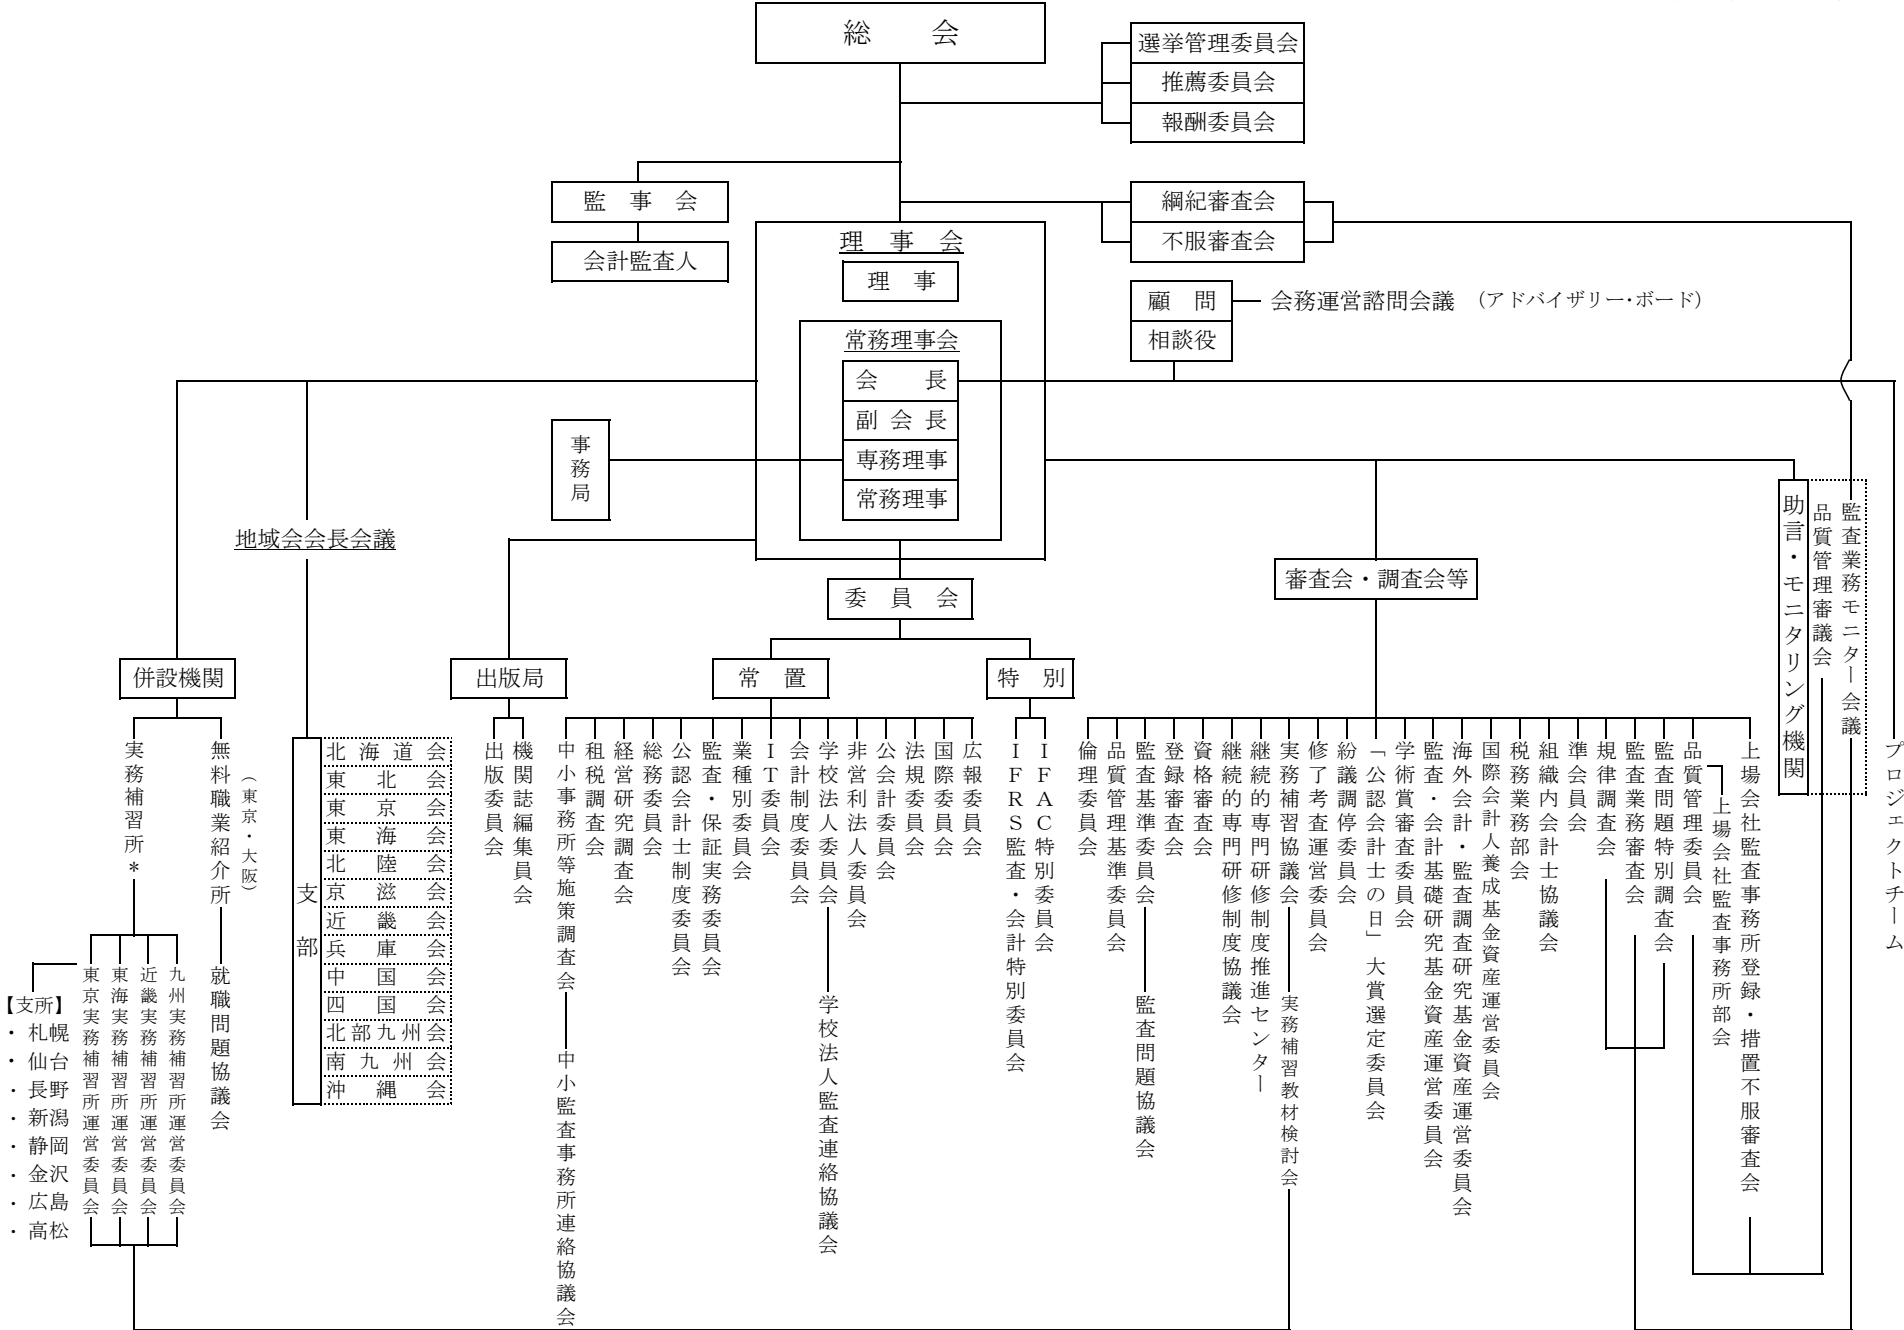 総　会
選挙管理委員会
推薦委員会
報酬委員会
監　事　会
会計監査人
綱紀審査会
不服審査会
理　事　会
理　事
顧　問
会務運営諮問会議　（アドバイザリー・ボード）
相談役
常務理事会
会　長
副 会 長
専務理事
常務理事
事務局
地域会会長会議
委　員　会
審査会・調査会等
助言・モニタリング機関
品質管理審議会
監査業務モニター会議
併設機関
出版局
常　置
特　別
実務補習所＊
無料職業紹介所
（東京・大阪）
就職問題協議会
【支所】
・ 札幌
・ 仙台
・ 長野
・ 新潟
・ 静岡
・ 金沢
・ 広島
・ 高松
東京実務補習所運営委員会
東海実務補習所運営委員会
近畿実務補習所運営委員会
九州実務補習所運営委員会
支　部
北 海 道 会
東　北　会
東　京　会
東　海　会
北　陸　会
京　滋　会
近　畿　会
兵　庫　会
中　国　会
四　国　会
北部九州会
南 九 州 会
沖　縄　会
出版委員会
機関誌編集員会
中小事務所等施策調査会
中小監査事務所連絡協議会
租税調査会
経営研究調査会
総務委員会
公認会計士制度委員会
監査・保証実務委員会
業種別委員会
ＩＴ委員会
会計制度委員会
学校法人委員会
学校法人監査連絡協議会
非営利法人委員会
公会計委員会
法規委員会
国際委員会
広報委員会
ＩＦＲＳ監査・会計特別委員会
ＩＦＡＣ特別委員会
倫理委員会
品質管理基準委員会
監査基準委員会
監査問題協議会
登録審査会
資格審査会
継続的専門研修制度協議会
継続的専門研修制度推進センター
実務補習協議会
実務補習教材検討会
修了考査運営委員会
紛議調停委員会
「公認会計士の日」大賞選定委員会
学術賞審査委員会
監査・会計基礎研究基金資産運営委員会
海外会計・監査調査研究基金資産運営委員会
国際会計人養成基金資産運営委員会
税務業務部会
組織内会計士協議会
準会員会
規律調査会
監査業務審査会
監査問題特別調査会
品質管理委員会
上場会社監査事務所部会
上場会社監査事務所登録・措置不服審査会
プロジェクトチーム